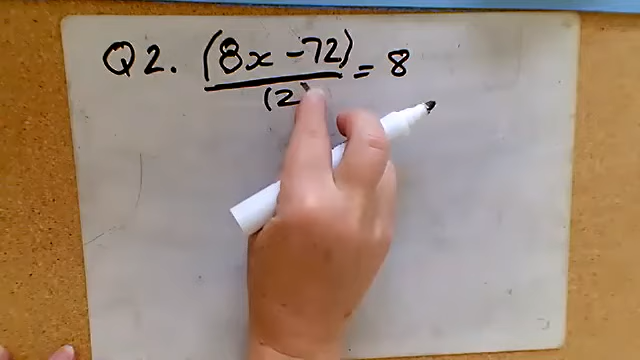 Q2. (8x - 72) = 8
(2